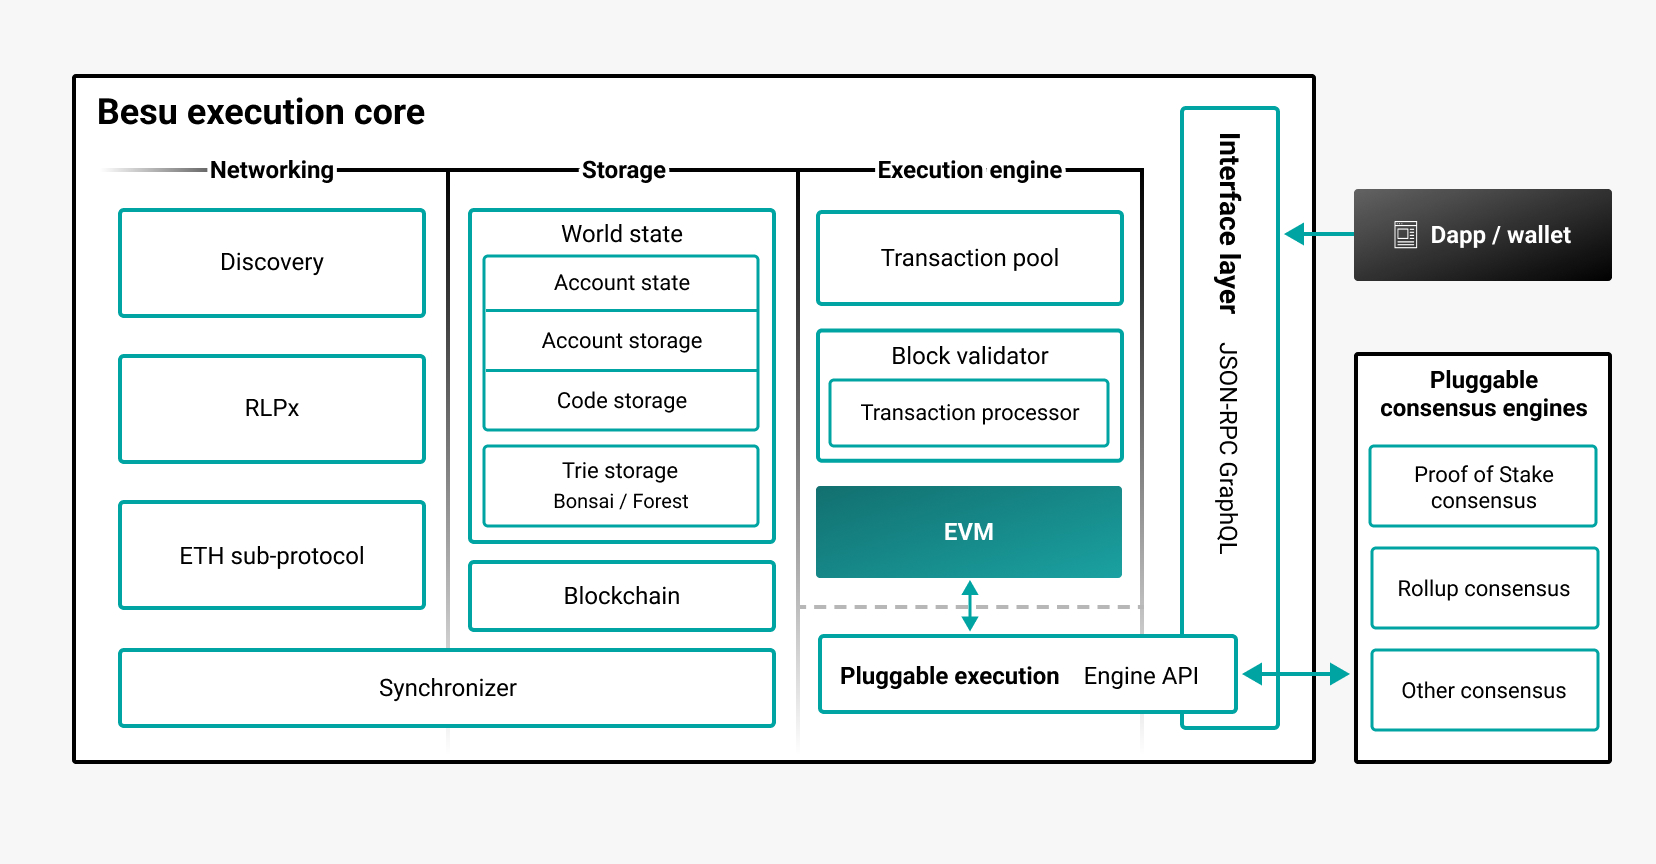 Besu execution core
Networking
Discovery
RLPx
ETH sub-protocol
Synchronizer
Storage
World state
Account state
Account storage
Code storage
Trie storage
Bonsai / Forest
Blockchain
Execution engine
Transaction pool
Block validator
Transaction processor
EVM
Pluggable execution Engine API
Interface layer JSON-RPC GraphQL
Dapp / wallet
Pluggable
consensus engines
Proof of Stake
consensus
Rollup consensus
Other consensus